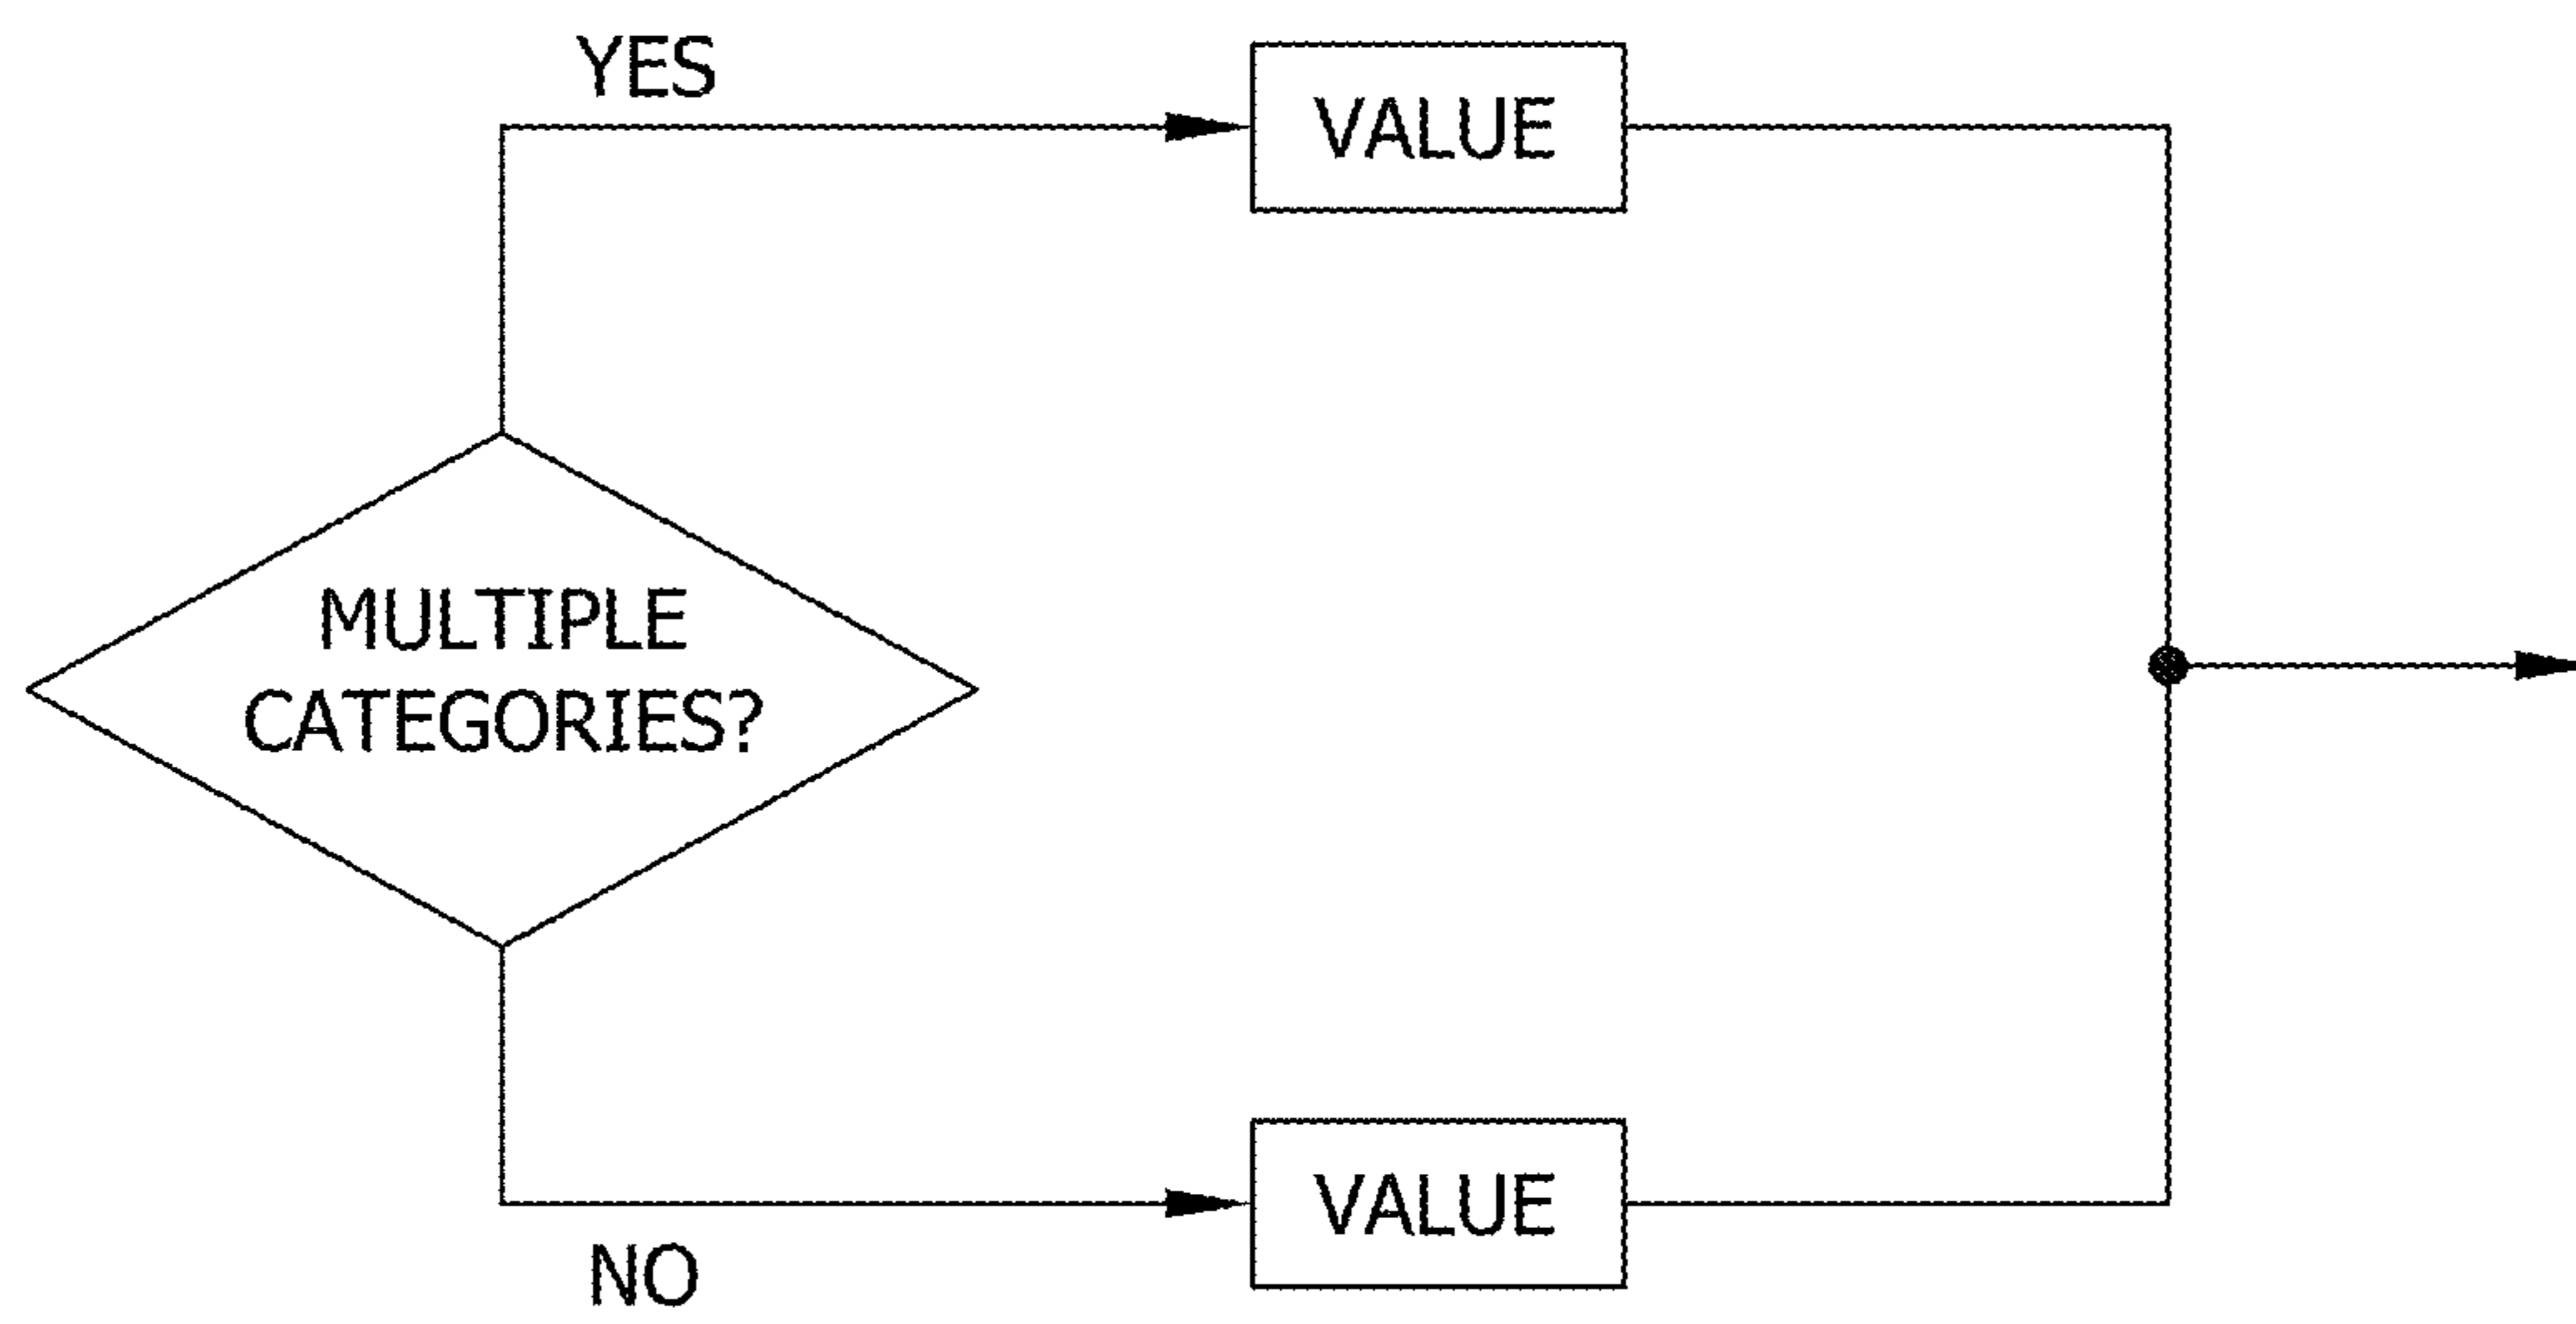 YES
VALUE
MULTIPLE
CATEGORIES?
VALUE
NO